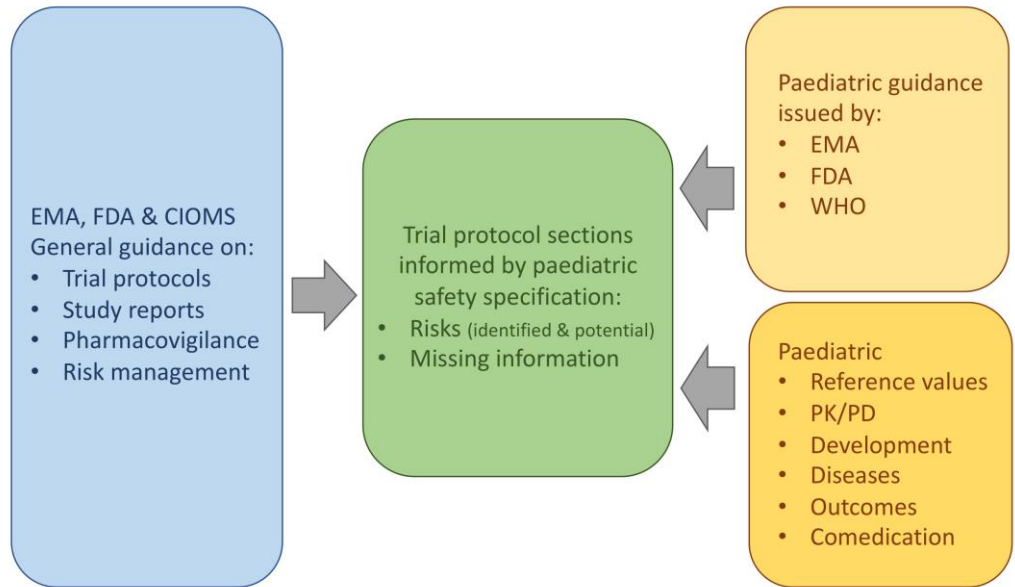 EMA, FDA & CIOMS
General guidance on:
• Trial protocols
• Study reports
• Pharmacovigilance
• Risk management
Trial protocol sections
informed by paediatric
safety specification:
• Risks (identified & potential)
• Missing information
Paediatric guidance
issued by:
• EMA
• FDA
• WHO
Paediatric
• Reference values
• PK/PD
• Development
• Diseases
• Outcomes
• Comedication